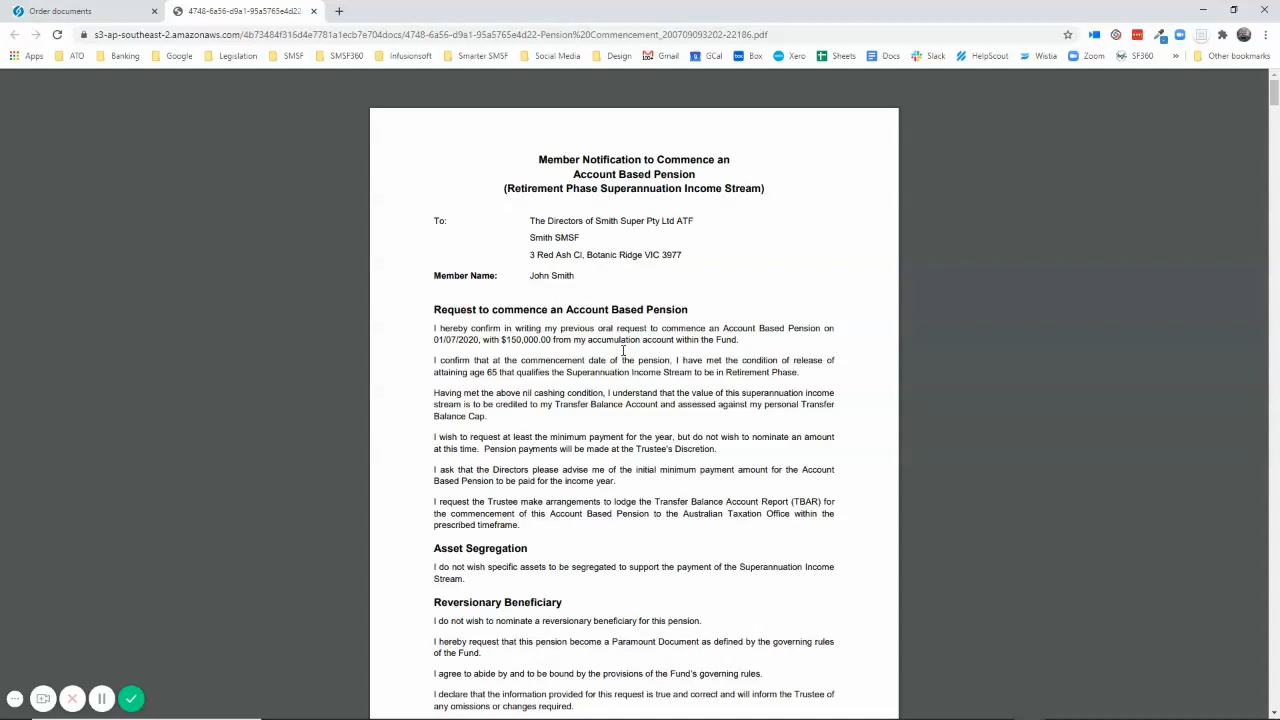 Order documents
4748-6a56-d9a1-95a5765e4d22-
s3-ap-southeast-2.amazonaws.com/4b73484f316d4e7781a1ecb7e704docs/4748-6a56-d9a1-95a5765e4d22-Pension%20Commencement_200709093202-22186.pdf
Apps ATO Banking Google Legislation SMSF SMSF360 Infusionsoft Smarter SMSF Social Media Design Gmail GCal Box Xero Sheets Docs Slack HelpScout Wistia Zoom SF360 » Other bookmarks
Member Notification to Commence an
Account Based Pension
(Retirement Phase Superannuation Income Stream)
To: The Directors of Smith Super Pty Ltd ATF
Smith SMSF
3 Red Ash Cl, Botanic Ridge VIC 3977
Member Name: John Smith
Request to commence an Account Based Pension
I hereby confirm in writing my previous oral request to commence an Account Based Pension on
01/07/2020, with $150,000.00 from my accumulation account within the Fund.
I confirm that at the commencement date of the pension, I have met the condition of release of
attaining age 65 that qualifies the Superannuation Income Stream to be in Retirement Phase.
Having met the above nil cashing condition, I understand that the value of this superannuation income
stream is to be credited to my Transfer Balance Account and assessed against my personal Transfer
Balance Cap.
I wish to request at least the minimum payment for the year, but do not wish to nominate an amount
at this time. Pension payments will be made at the Trustee's Discretion.
I ask that the Directors please advise me of the initial minimum payment amount for the Account
Based Pension to be paid for the income year.
I request the Trustee make arrangements to lodge the Transfer Balance Account Report (TBAR) for
the commencement of this Account Based Pension to the Australian Taxation Office within the
prescribed timeframe.
Asset Segregation
I do not wish specific assets to be segregated to support the payment of the Superannuation Income
Stream.
Reversionary Beneficiary
I do not wish to nominate a reversionary beneficiary for this pension.
I hereby request that this pension become a Paramount Document as defined by the governing rules
of the Fund.
I agree to abide by and to be bound by the provisions of the Fund's governing rules.
I declare that the information provided for this request is true and correct and will inform the Trustee of
any omissions or changes required.